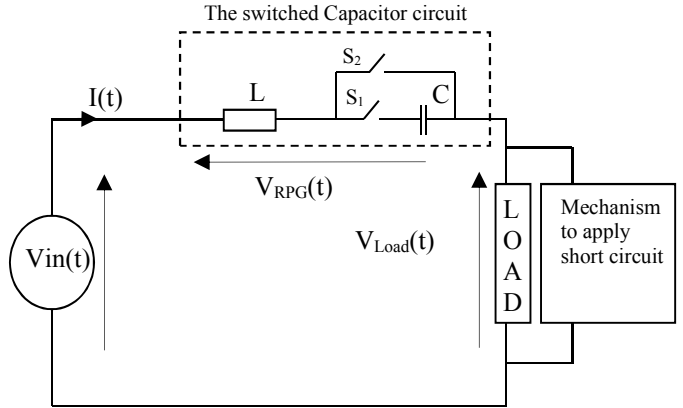 The switched Capacitor circuit
S2
I(t)
L
S1
C
VRPG(t)
Vin(t)
VLoad(t)
L
O
A
D
Mechanism
to apply
short circuit